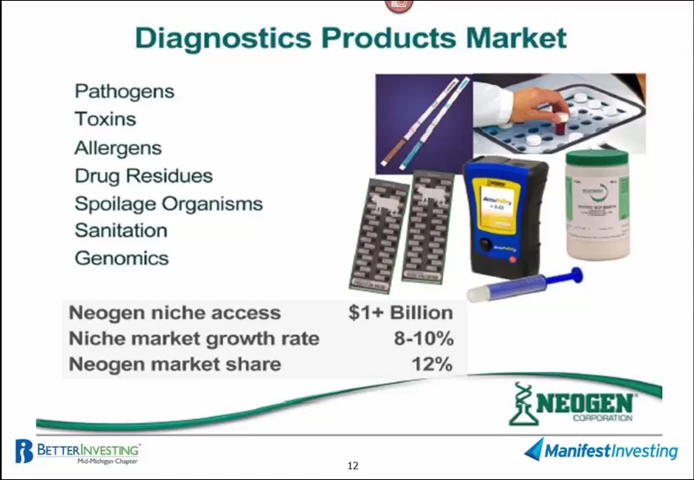 Diagnostics Products Market
Pathogens
Toxins
Allergens
Drug Residues
Spoilage Organisms
Sanitation
Genomics
Neogen niche access $1+ Billion
Niche market growth rate 8-10%
Neogen market share 12%
NEOGEN
CORPORATION
BETTERINVESTING™
Mid-Michigan Chapter
12
ManifestInvesting